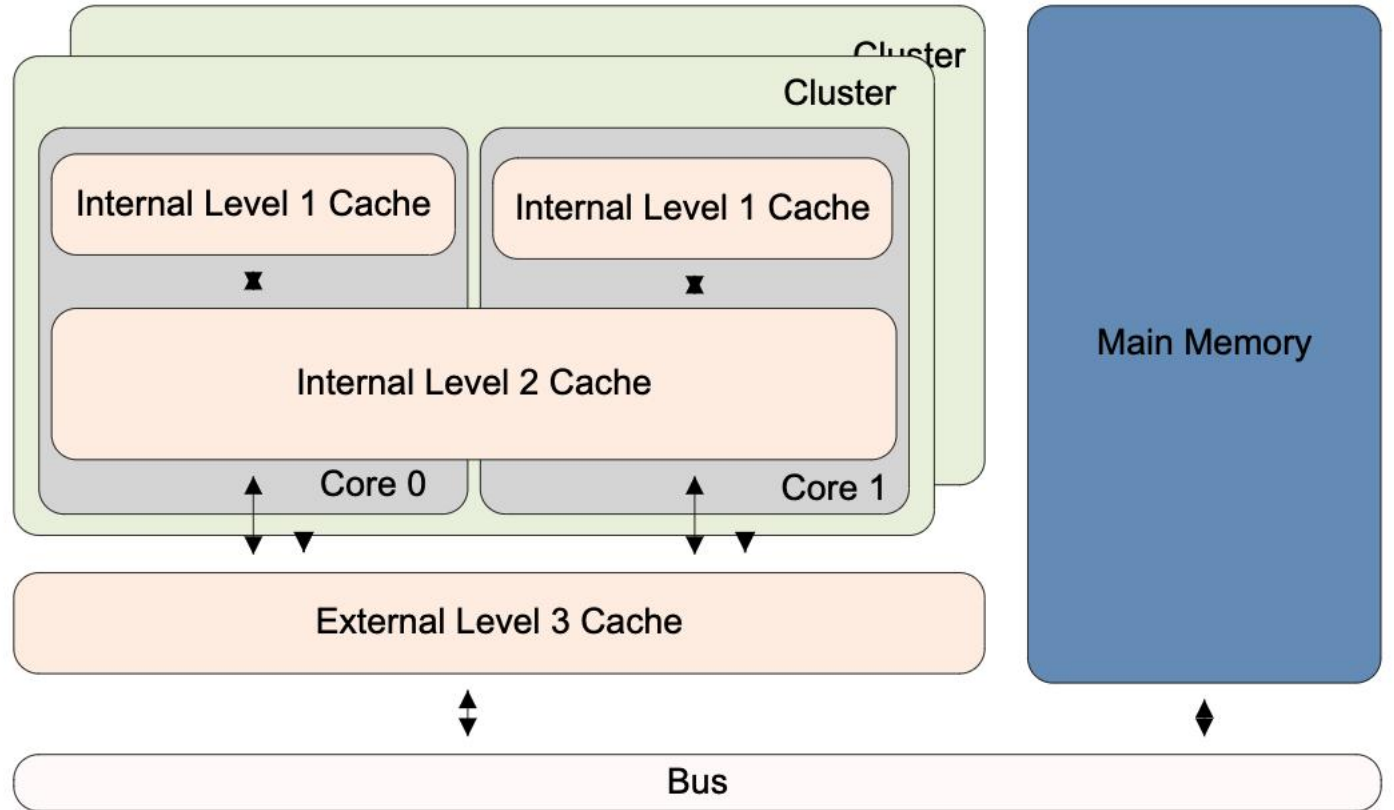 Cluster
Cluster
Internal Level 1 Cache
Internal Level 1 Cache
Main Memory
Internal Level 2 Cache
Core 0
Core 1
External Level 3 Cache
Bus